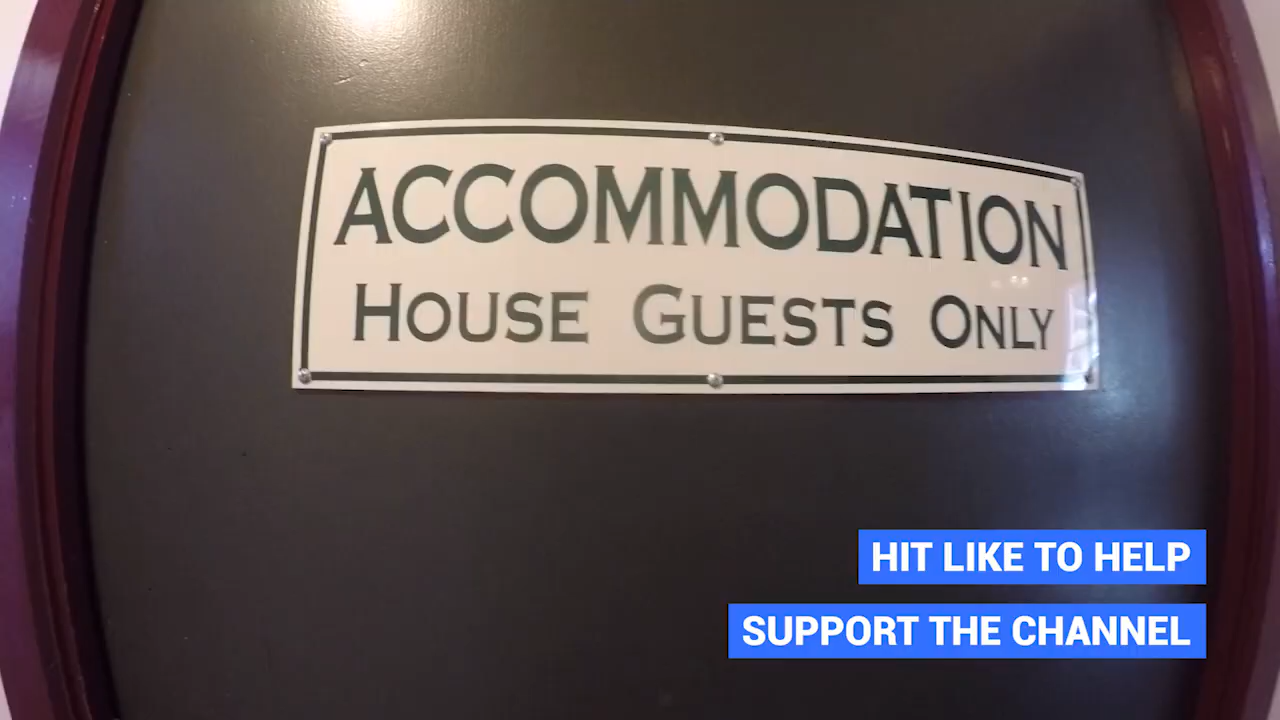 ACCOMMODATION
HOUSE GUESTS ONLY
HIT LIKE TO HELP
SUPPORT THE CHANNEL